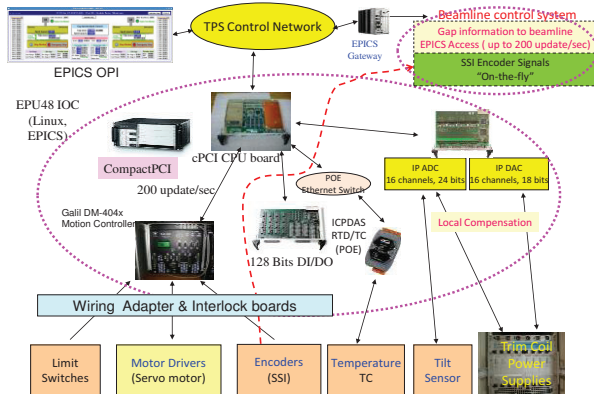 TPS Control Network
EPICS OPI
EPICS
Gateway
Beamline control system
Gap information to beamline
EPICS Access ( up to 200 update/sec)
SSI Encoder Signals
“On-the-fly”
EPU48 IOC
(Linux,
EPICS)
CompactPCI
cPCI CPU board
200 update/sec
POE
Ethernet Switch
IP ADC
16 channels, 24 bits
IP DAC
16 channels, 18 bits
Galil DM-404x
Motion Controller
128 Bits DI/DO
ICPDAS
RTD/TC
(POE)
Local Compensation
Wiring Adapter & Interlock boards
Limit
Switches
Motor Drivers
(Servo motor)
Encoders
(SSI)
Temperature
TC
Tilt
Sensor
Trim Coil
Power
Supplies